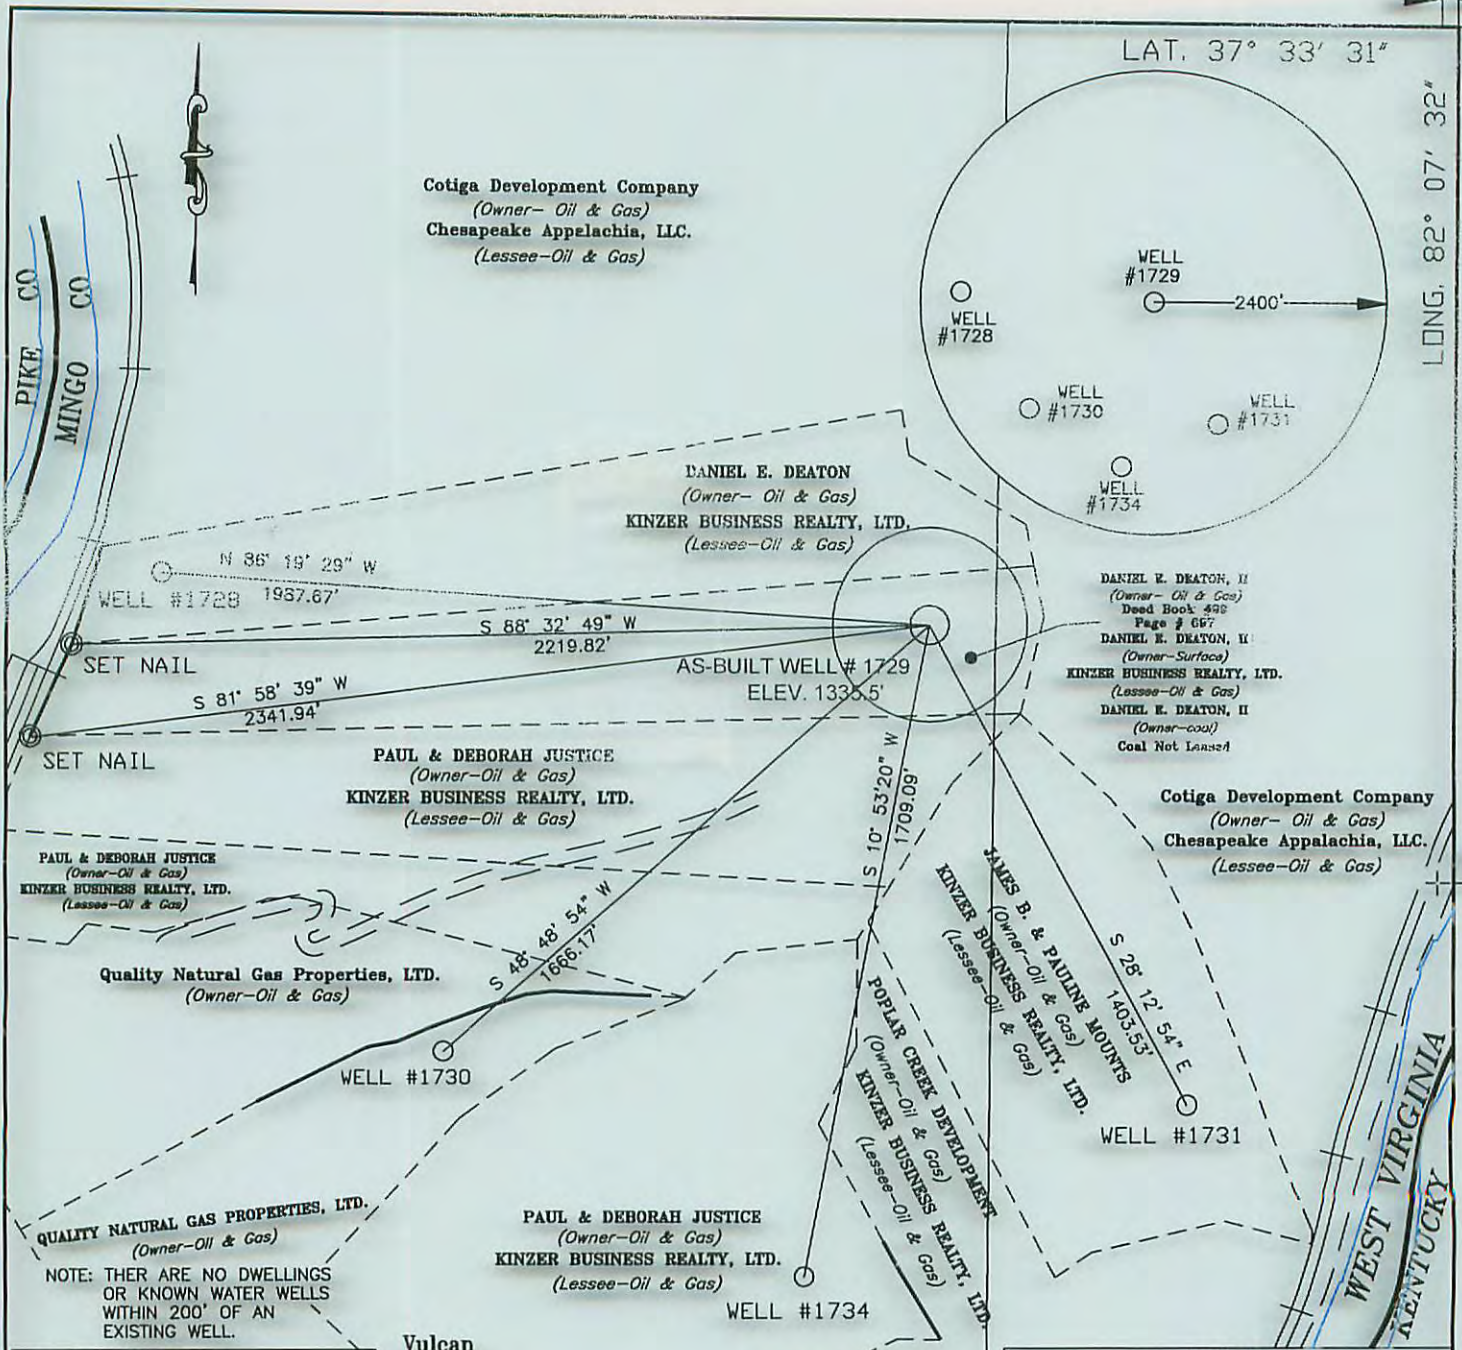 LAT. 37° 33' 31"
LONG. 82° 07' 32"
Cotiga Development Company
(Owner- Oil & Gas)
Chesapeake Appalachia, LLC.
(Lessee-Oil & Gas)
PIKE CO
MINGO CO
WELL
#1729
2400'
WELL
#1728
WELL
#1730
WELL
#1731
WELL
#1734
DANIEL E. DEATON
(Owner- Oil & Gas)
KINZER BUSINESS REALTY, LTD.
(Lessee-Oil & Gas)
N 86° 19' 29" W
1987.67'
WELL #1728
S 88° 32' 49" W
2219.82'
SET NAIL
AS-BUILT WELL# 1729
ELEV. 1335.5'
S 81° 58' 39" W
2341.94'
SET NAIL
DANIEL E. DEATON, II
(Owner- Oil & Gas)
Deed Book
Page #
DANIEL E. DEATON, II
(Owner-Surface)
KINZER BUSINESS REALTY, LTD.
(Lessee-Oil & Gas)
DANIEL E. DEATON, II
(Owner-coal)
Coal Not Leased
PAUL & DEBORAH JUSTICE
(Owner-Oil & Gas)
KINZER BUSINESS REALTY, LTD.
(Lessee-Oil & Gas)
S 10° 53'20" W
1709.09'
Cotiga Development Company
(Owner- Oil & Gas)
Chesapeake Appalachia, LLC.
(Lessee-Oil & Gas)
PAUL & DEBORAH JUSTICE
(Owner-Oil & Gas)
KINZER BUSINESS REALTY, LTD.
(Lessee-Oil & Gas)
JAMES B. & PAULINE MOUNTS
(Owner-Oil & Gas)
KINZER BUSINESS REALTY, LTD.
(Lessee-Oil & Gas)
S 48° 48' 54" W
1666.17'
S 28° 12' 54" E
1403.53'
Quality Natural Gas Properties, LTD.
(Owner-Oil & Gas)
POPLAR CREEK DEVELOPMENT
(Owner-Oil & Gas)
KINZER BUSINESS REALTY, LTD.
(Lessee-Oil & Gas)
WELL #1730
WELL #1731
WEST VIRGINIA
KENTUCKY
QUALITY NATURAL GAS PROPERTIES, LTD.
(Owner-Oil & Gas)
PAUL & DEBORAH JUSTICE
(Owner-Oil & Gas)
KINZER BUSINESS REALTY, LTD.
(Lessee-Oil & Gas)
WELL #1734
NOTE: THER ARE NO DWELLINGS
OR KNOWN WATER WELLS
WITHIN 200' OF AN
EXISTING WELL.
Vulcan